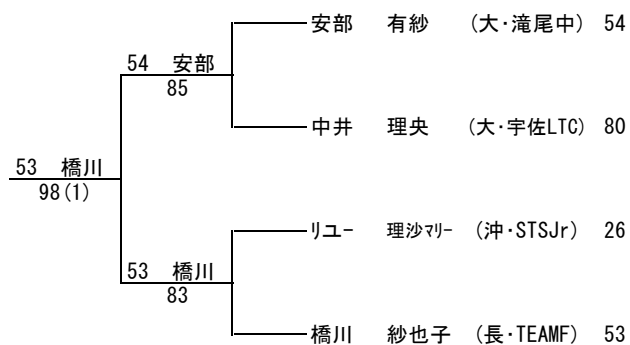 安部 有紗 (大・滝尾中) 54
54 安部
85
中井 理央 (大・宇佐LTC) 80
53 橋川
98(1)
リュー 理沙マリー (沖・STSJr) 26
53 橋川
83
橋川 紗也子 (長・TEAMF) 53